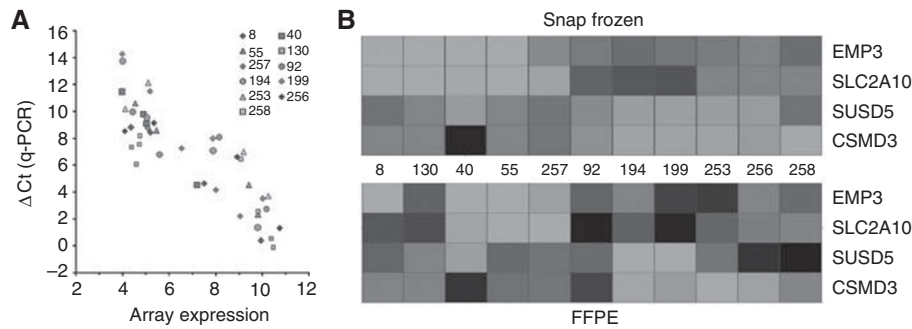 A
ΔCt (q-PCR)
16
14
12
10
8
6
4
2
0
−2
2 4 6 8 10 12
Array expression
8 40
55 130
257 92
194 199
253 256
258
B
Snap frozen
EMP3
SLC2A10
SUSD5
CSMD3
8 130 40 55 257 92 194 199 253 256 258
EMP3
SLC2A10
SUSD5
CSMD3
FFPE